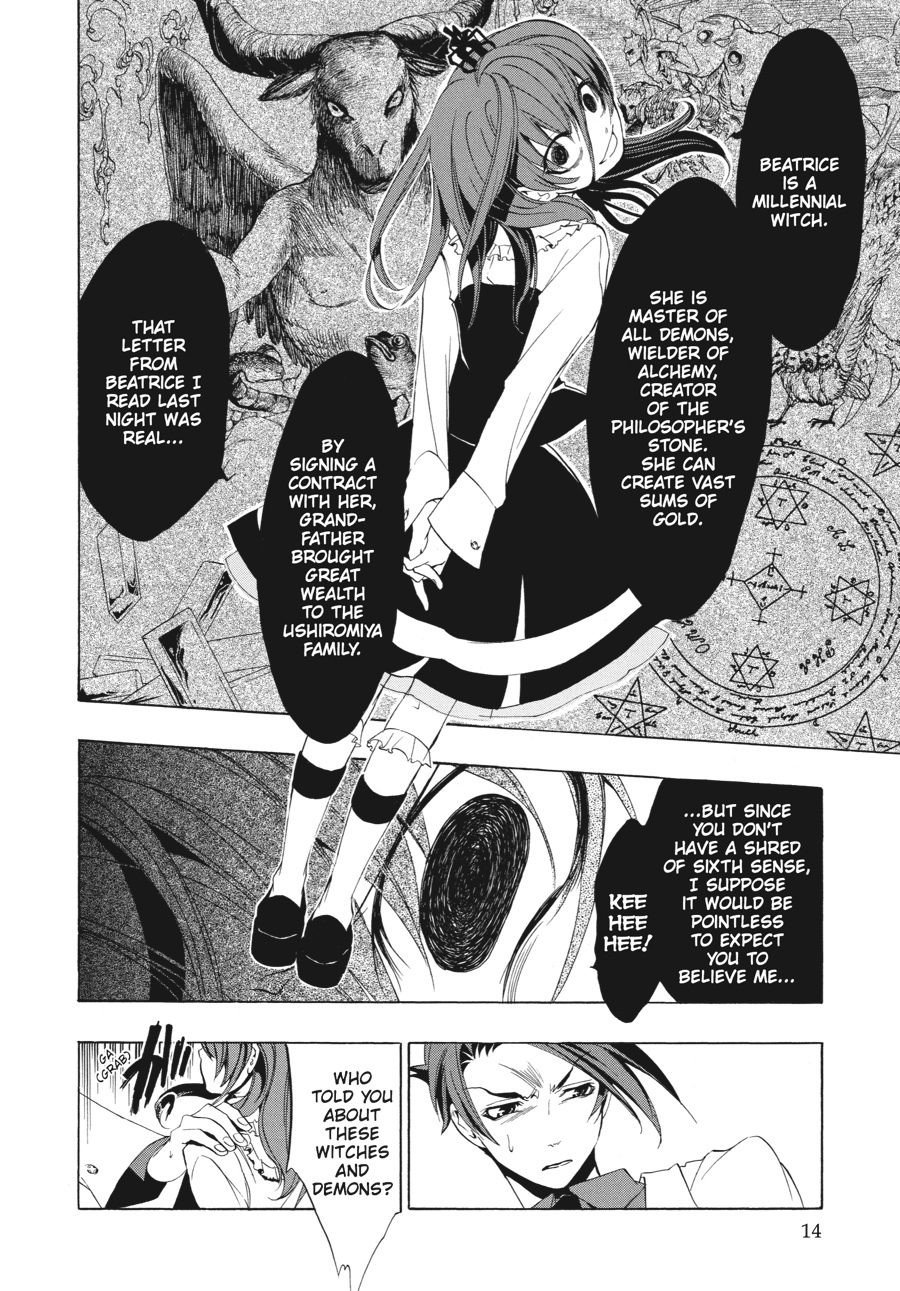 BEATRICE
IS A
MILLENNIAL
WITCH.
SHE IS
MASTER OF
ALL DEMONS,
WIELDER OF
ALCHEMY,
CREATOR
OF THE
PHILOSOPHER'S
STONE.
SHE CAN
CREATE VAST
SUMS OF
GOLD.
BY
SIGNING A
CONTRACT
WITH HER,
GRAND-
FATHER
BROUGHT
GREAT
WEALTH
TO THE
USHIROMIYA
FAMILY.
THAT
LETTER
FROM
BEATRICE I
READ LAST
NIGHT WAS
REAL...
...BUT SINCE
YOU DON'T
HAVE A SHRED
OF SIXTH SENSE,
I SUPPOSE
IT WOULD BE
POINTLESS
TO EXPECT
YOU TO
BELIEVE ME...
KEE
HEE
HEE!
WHO
TOLD YOU
ABOUT
THESE
WITCHES
AND
DEMONS?
ガッ
GA
(GRAB)
14